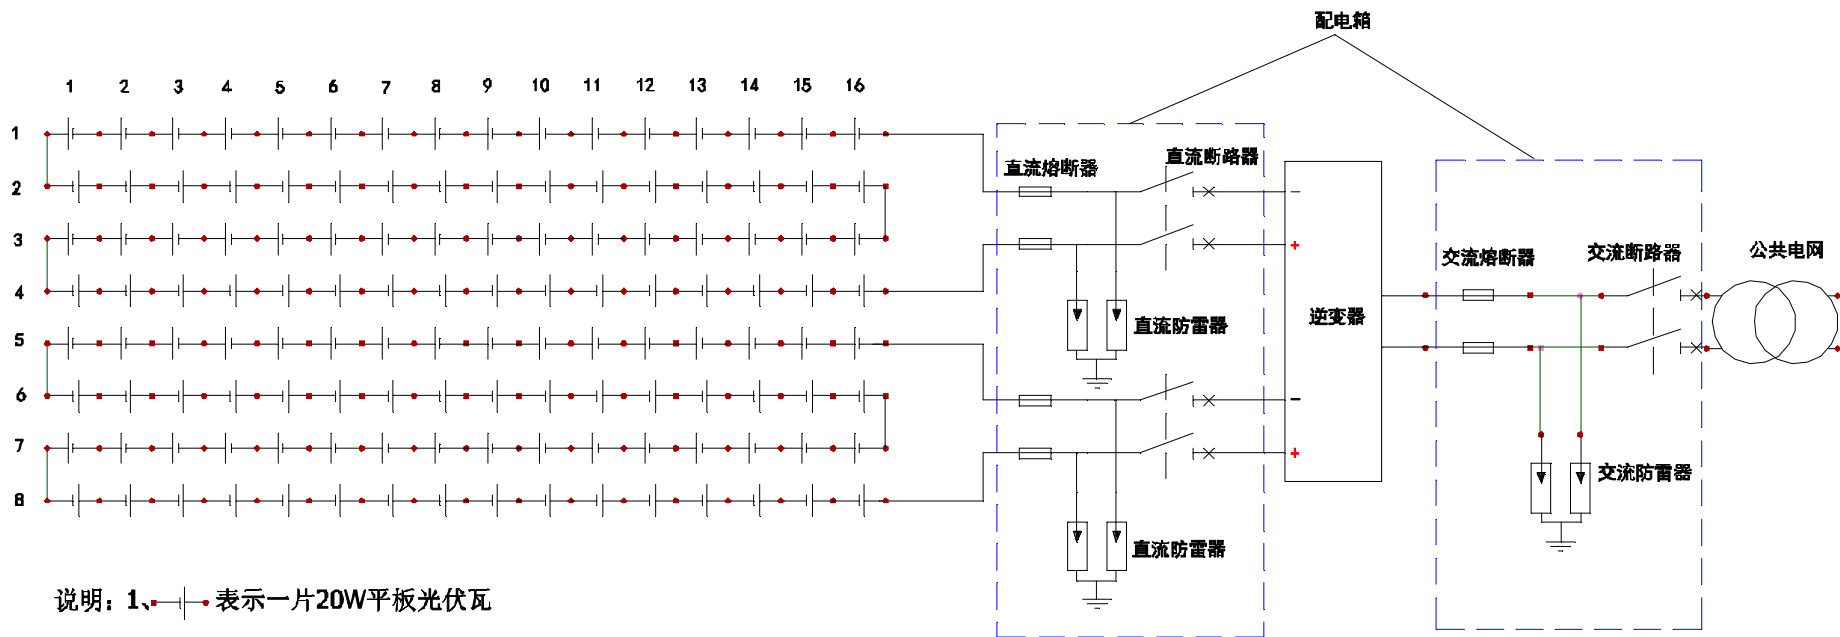 配电箱
1 2 3 4 5 6 7 8 9 10 11 12 13 14 15 16
1
2
3
4
5
6
7
8
直流熔断器
直流断路器
−
+
直流防雷器
−
+
直流防雷器
逆变器
交流熔断器
交流断路器
公共电网
交流防雷器
说明：1、表示一片20W平板光伏瓦